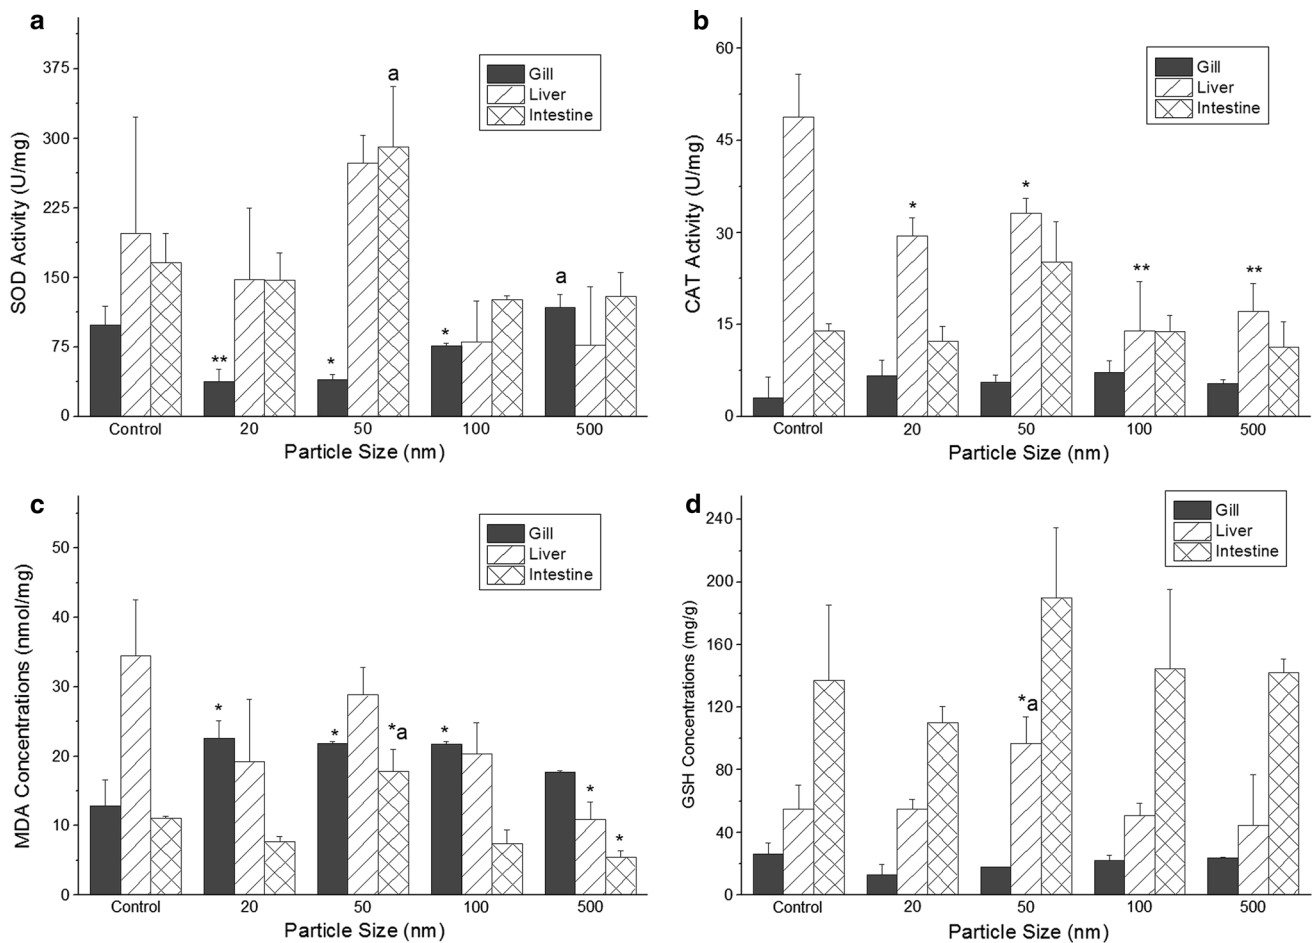 a
SOD Activity (U/mg)
375
300
225
150
75
0
Gill
Liver
Intestine
**
*
a
*
a
Control 20 50 100 500
Particle Size (nm)
b
CAT Activity (U/mg)
60
45
30
15
0
Gill
Liver
Intestine
*
*
**
**
Control 20 50 100 500
Particle Size (nm)
c
MDA Concentrations (nmol/mg)
50
40
30
20
10
0
Gill
Liver
Intestine
*
*
*a
*
*
*
Control 20 50 100 500
Particle Size (nm)
d
GSH Concentrations (mg/g)
240
200
160
120
80
40
0
Gill
Liver
Intestine
*a
Control 20 50 100 500
Particle Size (nm)